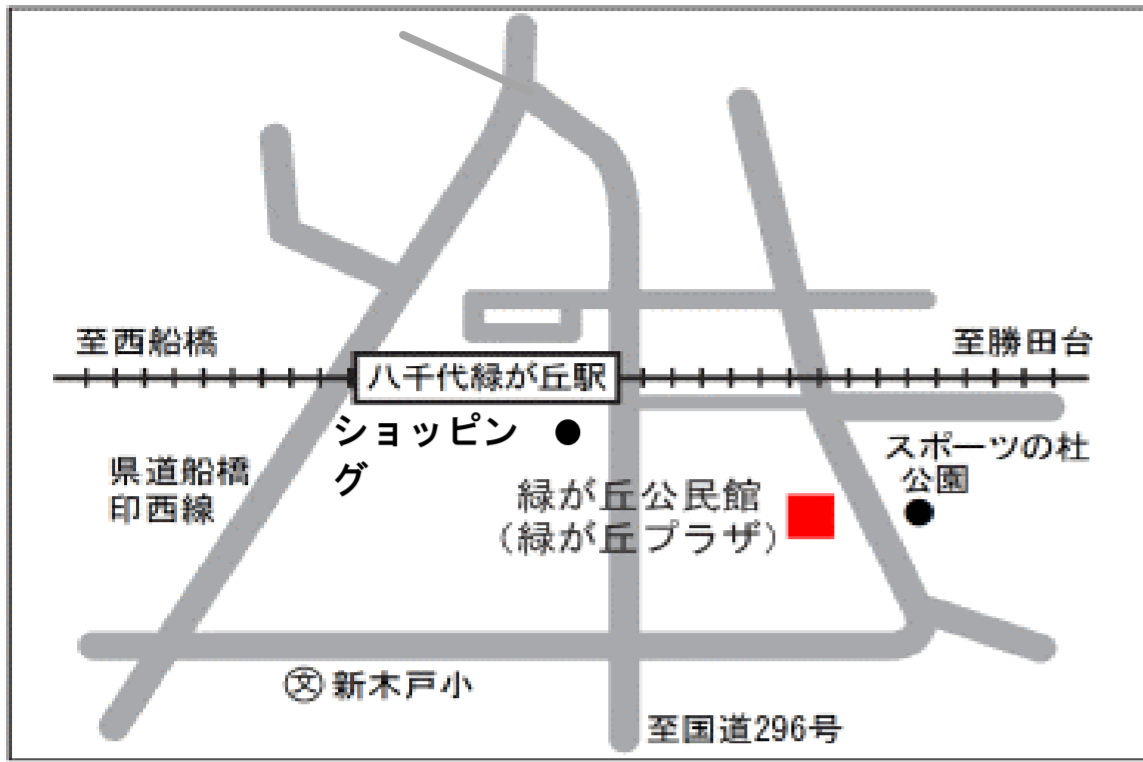 至西船橋
至勝田台
八千代緑が丘駅
ショッピン
グ
県道船橋
印西線
スポーツの杜
公園
緑が丘公民館
(緑が丘プラザ)
文 新木戸小
至国道296号